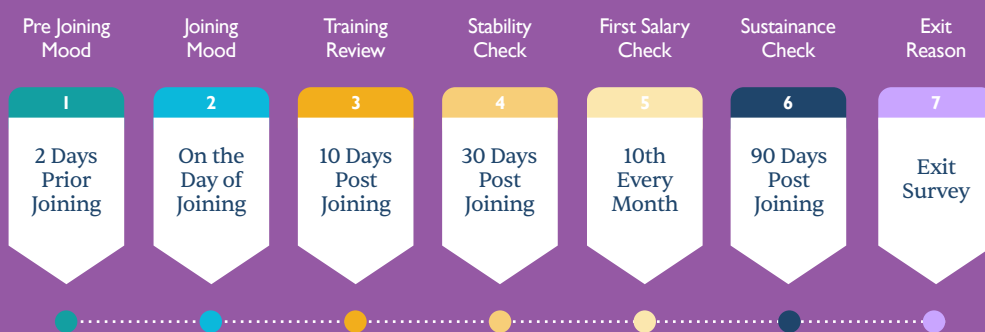 Pre Joining
Mood
Joining
Mood
Training
Review
Stability
Check
First Salary
Check
Sustainance
Check
Exit
Reason
1
2
3
4
5
6
7
2 Days
Prior
Joining
On the
Day of
Joining
10 Days
Post
Joining
30 Days
Post
Joining
10th
Every
Month
90 Days
Post
Joining
Exit
Survey